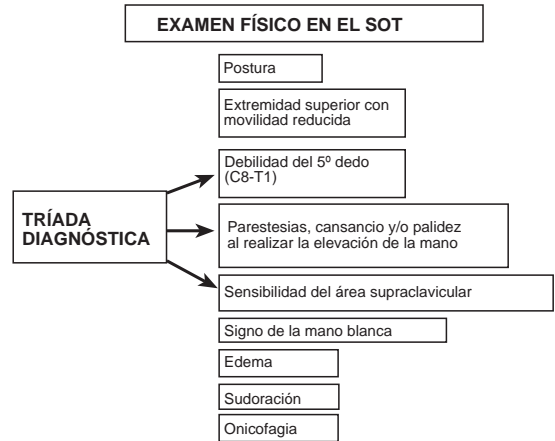 EXAMEN FÍSICO EN EL SOT
Postura
Extremidad superior con
movilidad reducida
Debilidad del 5º dedo
(C8-T1)
TRÍADA
DIAGNÓSTICA
Parestesias, cansancio y/o palidez
al realizar la elevación de la mano
Sensibilidad del área supraclavicular
Signo de la mano blanca
Edema
Sudoración
Onicofagia